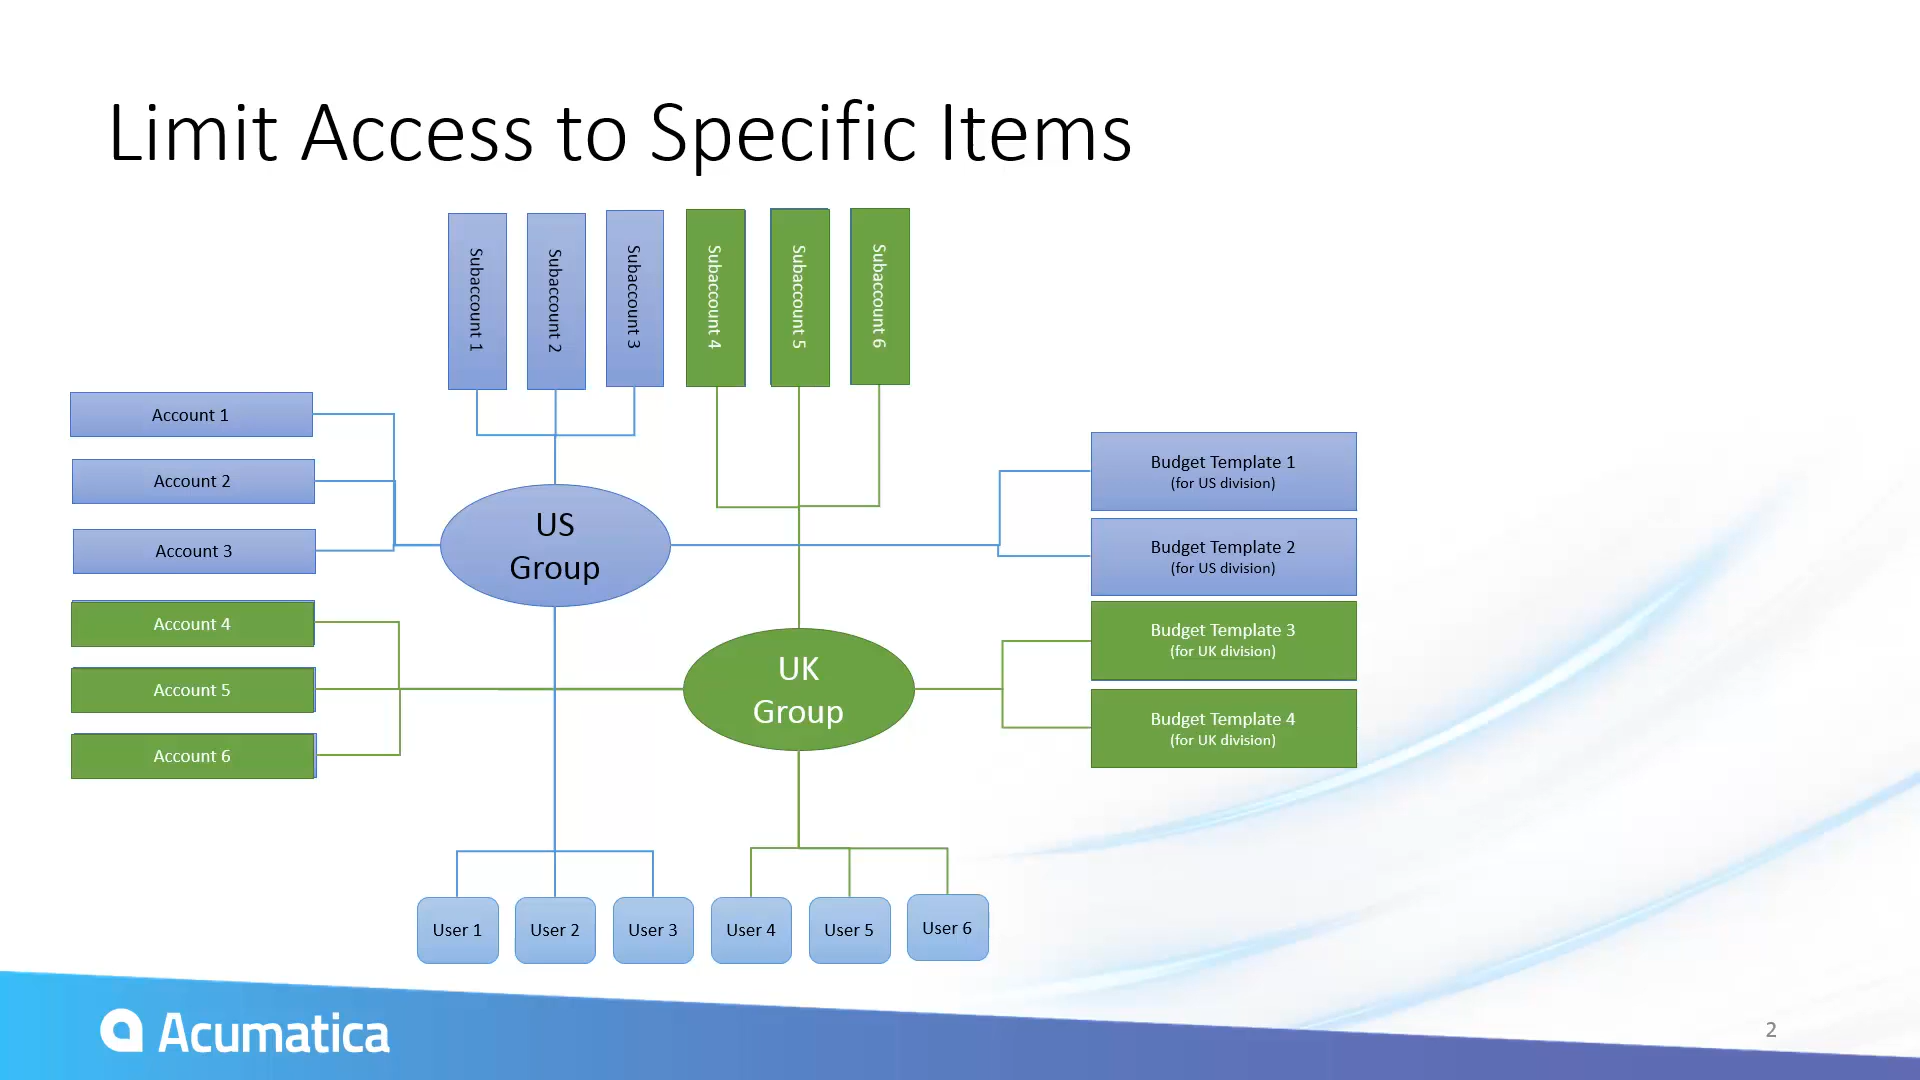 Limit Access to Specific Items
Subaccount 1
Subaccount 2
Subaccount 3
Subaccount 4
Subaccount 5
Subaccount 6
Account 1
Account 2
Account 3
Account 4
Account 5
Account 6
US
Group
UK
Group
Budget Template 1
(for US division)
Budget Template 2
(for US division)
Budget Template 3
(for UK division)
Budget Template 4
(for UK division)
User 1
User 2
User 3
User 4
User 5
User 6
Acumatica
2